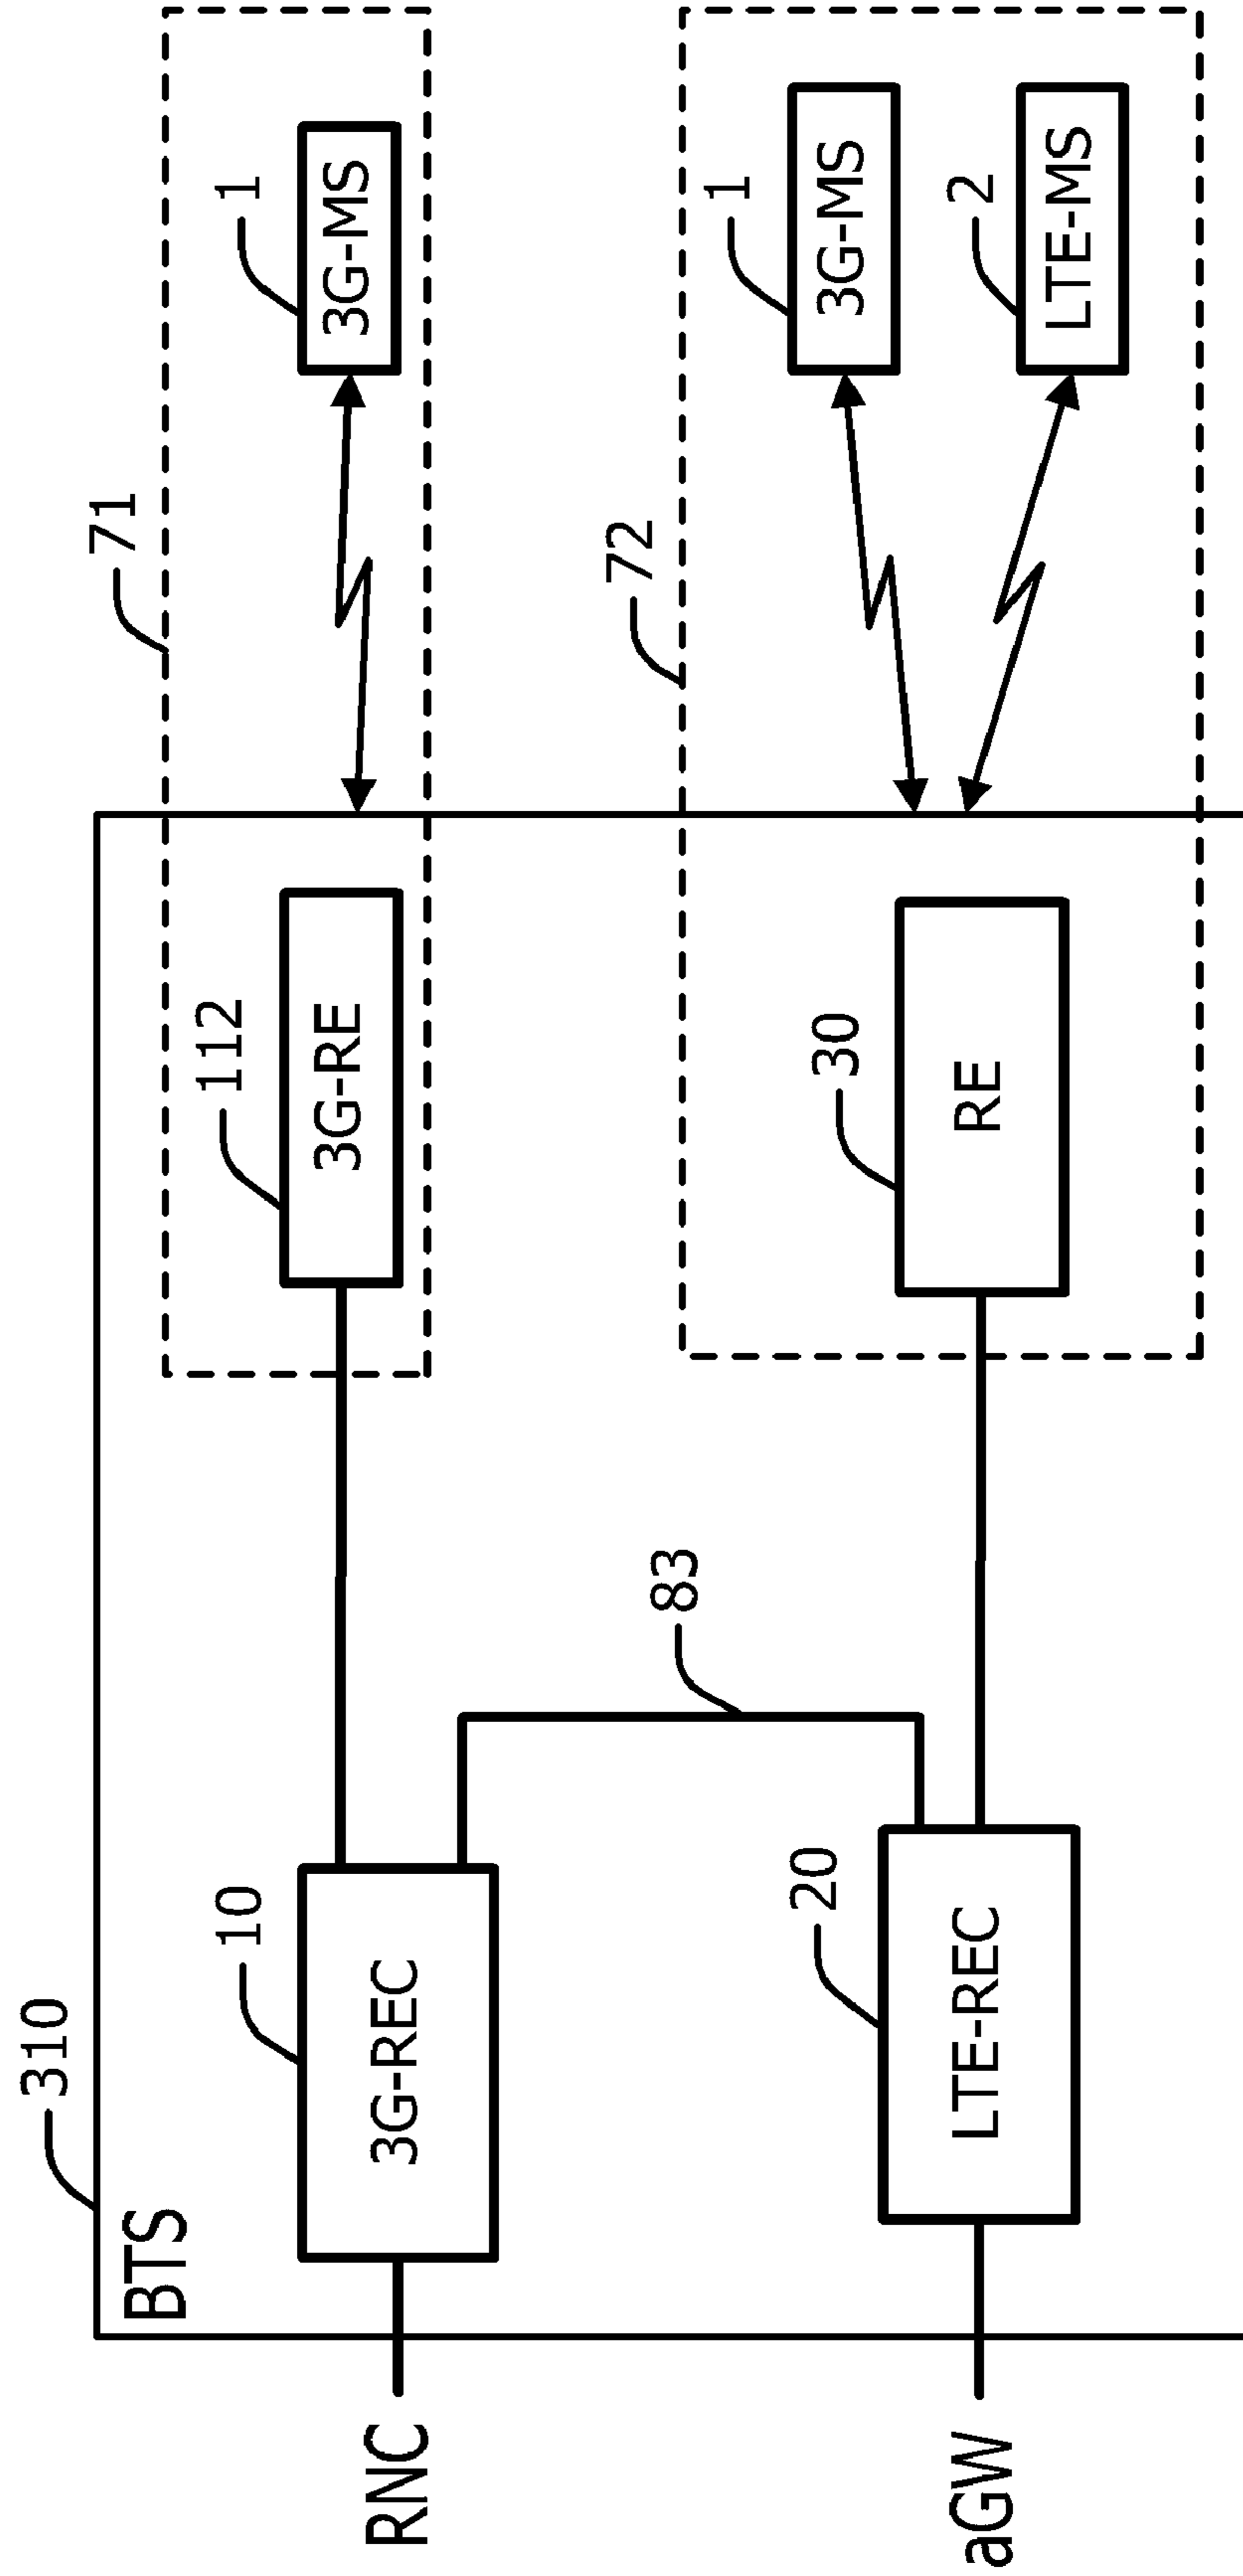 310
BTS
71
RNC
10
3G-REC
112
3G-RE
1
3G-MS
83
72
aGW
20
LTE-REC
30
RE
1
3G-MS
2
LTE-MS